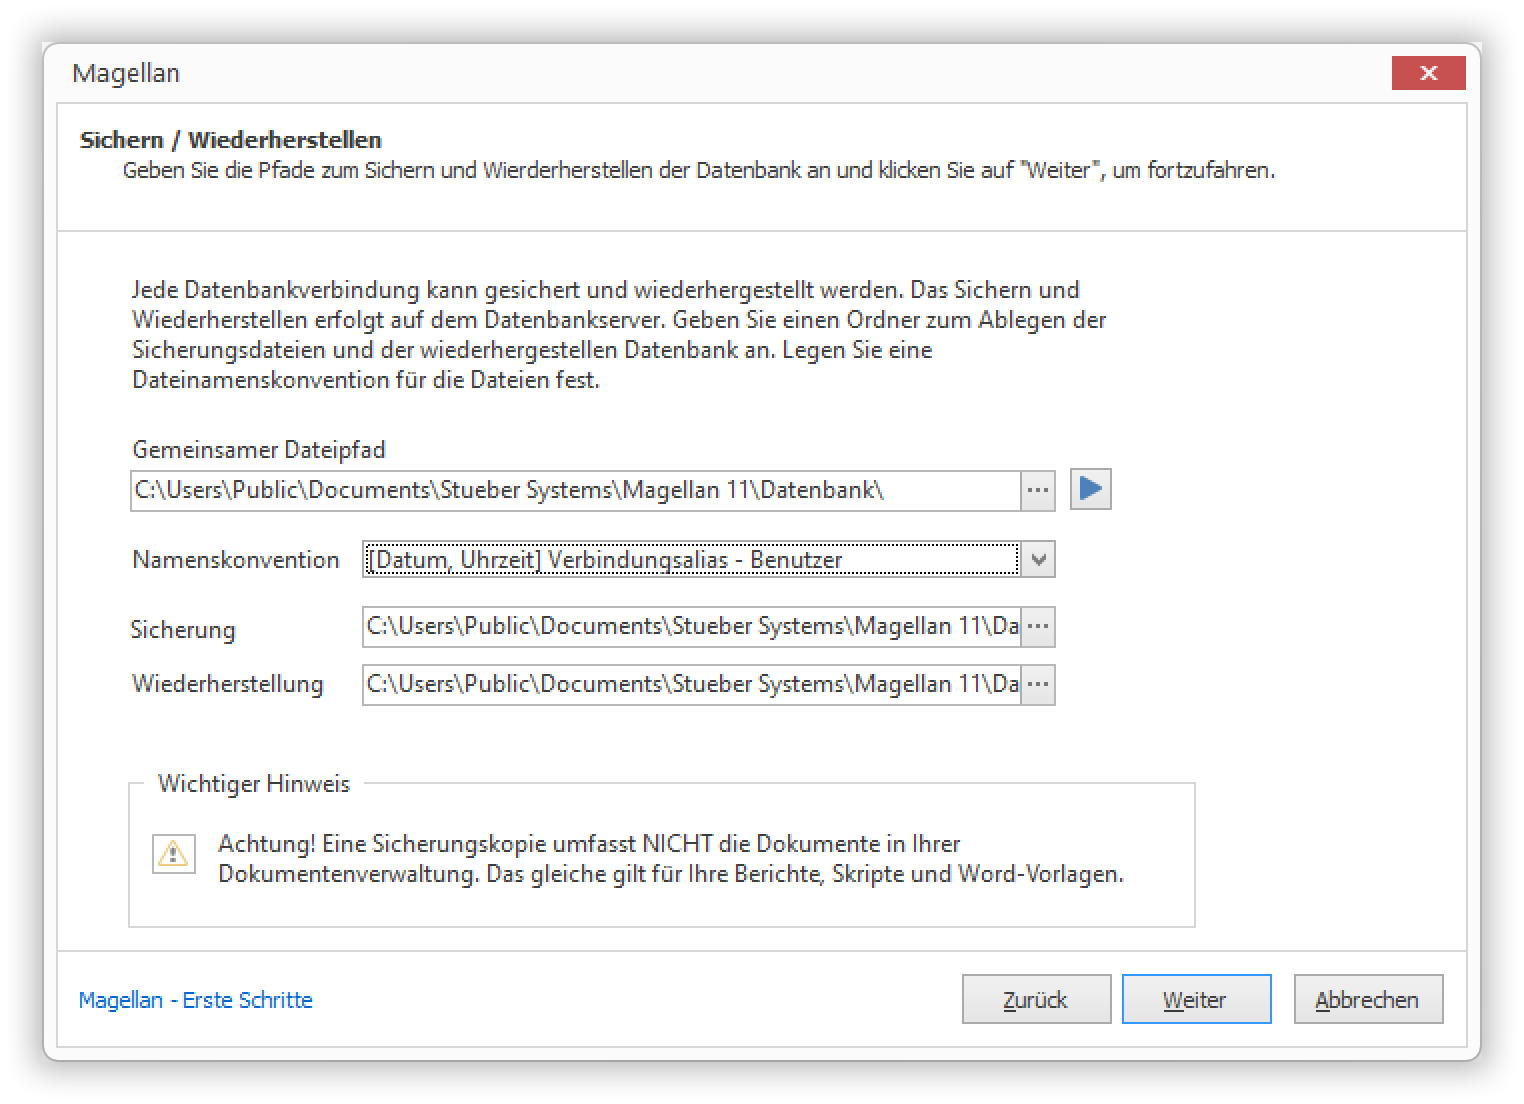 Magellan
Sichern / Wiederherstellen
Geben Sie die Pfade zum Sichern und Wierderherstellen der Datenbank an und klicken Sie auf "Weiter", um fortzufahren.
Jede Datenbankverbindung kann gesichert und wiederhergestellt werden. Das Sichern und
Wiederherstellen erfolgt auf dem Datenbankserver. Geben Sie einen Ordner zum Ablegen der
Sicherungsdateien und der wiederhergestellen Datenbank an. Legen Sie eine
Dateinamenskonvention für die Dateien fest.
Gemeinsamer Dateipfad
C:\Users\Public\Documents\Stueber Systems\Magellan 11\Datenbank\
Namenskonvention [Datum, Uhrzeit] Verbindungsalias - Benutzer
Sicherung C:\Users\Public\Documents\Stueber Systems\Magellan 11\Da
Wiederherstellung C:\Users\Public\Documents\Stueber Systems\Magellan 11\Da
Wichtiger Hinweis
Achtung! Eine Sicherungskopie umfasst NICHT die Dokumente in Ihrer
Dokumentenverwaltung. Das gleiche gilt für Ihre Berichte, Skripte und Word-Vorlagen.
Magellan - Erste Schritte Zurück Weiter Abbrechen